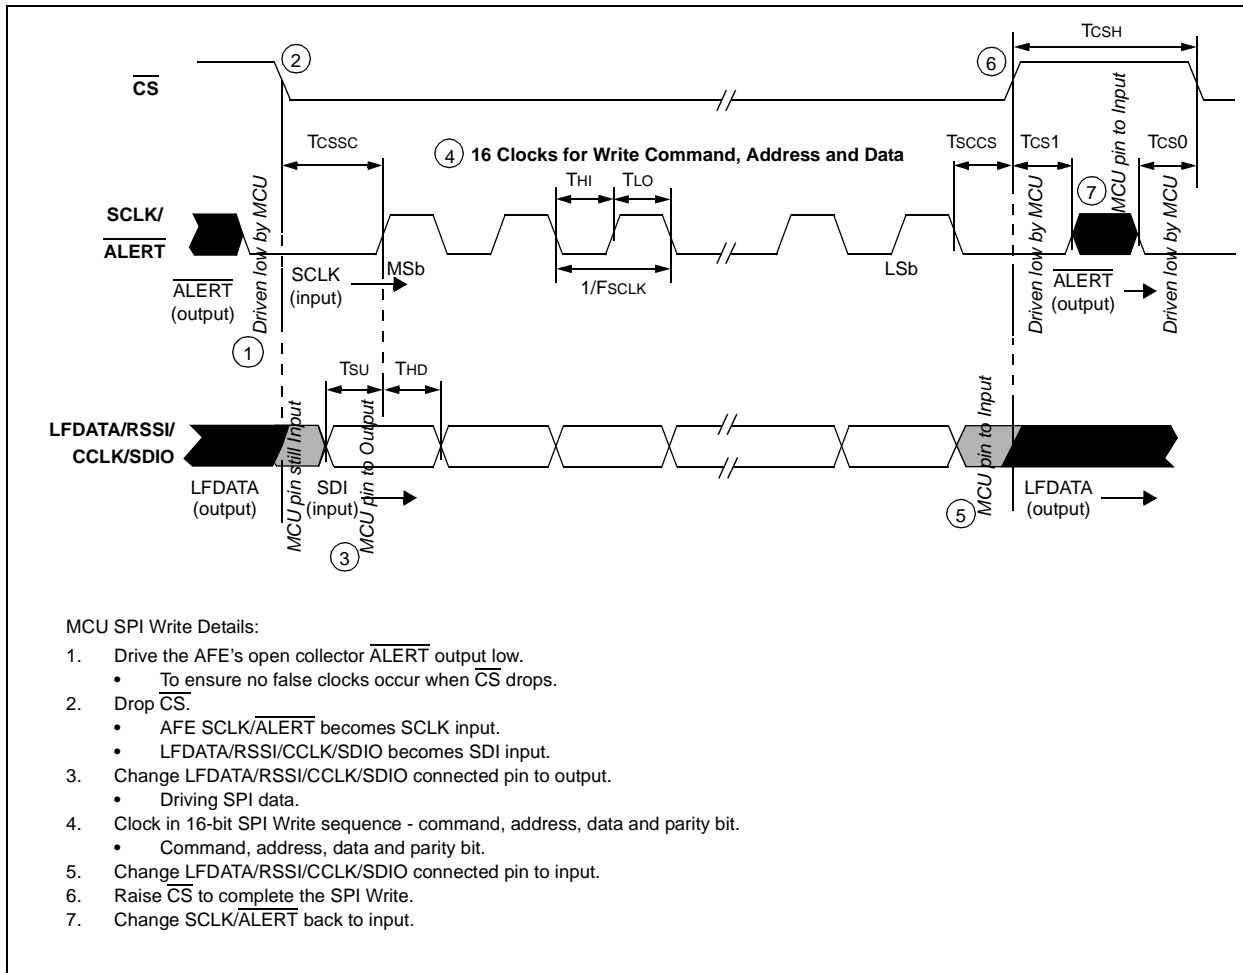 TCSH
2
6
CS
MCU pin to Input
TCSSC
4 16 Clocks for Write Command, Address and Data
TSCCS
TCS1
TCS0
THI
TLO
7
SCLK/
ALERT
Driven low by MCU
Driven low by MCU
Driven low by MCU
SCLK
(input)
MSb
LSb
1/FSCLK
ALERT
(output)
ALERT
(output)
1
TSU
THD
LFDATA/RSSI/
CCLK/SDIO
MCU pin still Input
MCU pin to Output
MCU pin to Input
LFDATA
(output)
SDI
(input)
LFDATA
(output)
3
5
MCU SPI Write Details:
1. Drive the AFE's open collector ALERT output low.
• To ensure no false clocks occur when CS drops.
2. Drop CS.
• AFE SCLK/ALERT becomes SCLK input.
• LFDATA/RSSI/CCLK/SDIO becomes SDI input.
3. Change LFDATA/RSSI/CCLK/SDIO connected pin to output.
• Driving SPI data.
4. Clock in 16-bit SPI Write sequence - command, address, data and parity bit.
• Command, address, data and parity bit.
5. Change LFDATA/RSSI/CCLK/SDIO connected pin to input.
6. Raise CS to complete the SPI Write.
7. Change SCLK/ALERT back to input.